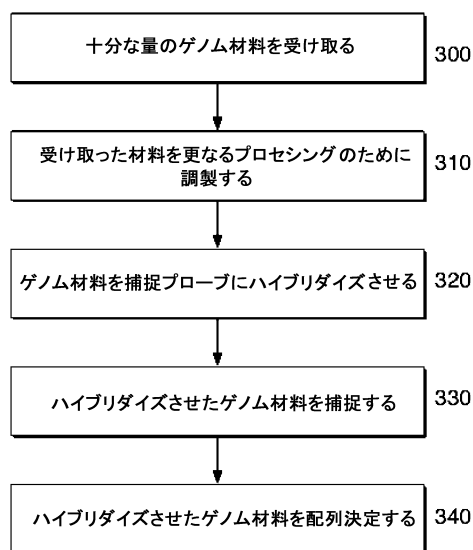 十分な量のゲノム材料を受け取る
300
受け取った材料を更なるプロセシングのために
調製する
310
ゲノム材料を捕捉プローブにハイブリダイズさせる
320
ハイブリダイズさせたゲノム材料を捕捉する
330
ハイブリダイズさせたゲノム材料を配列決定する
340